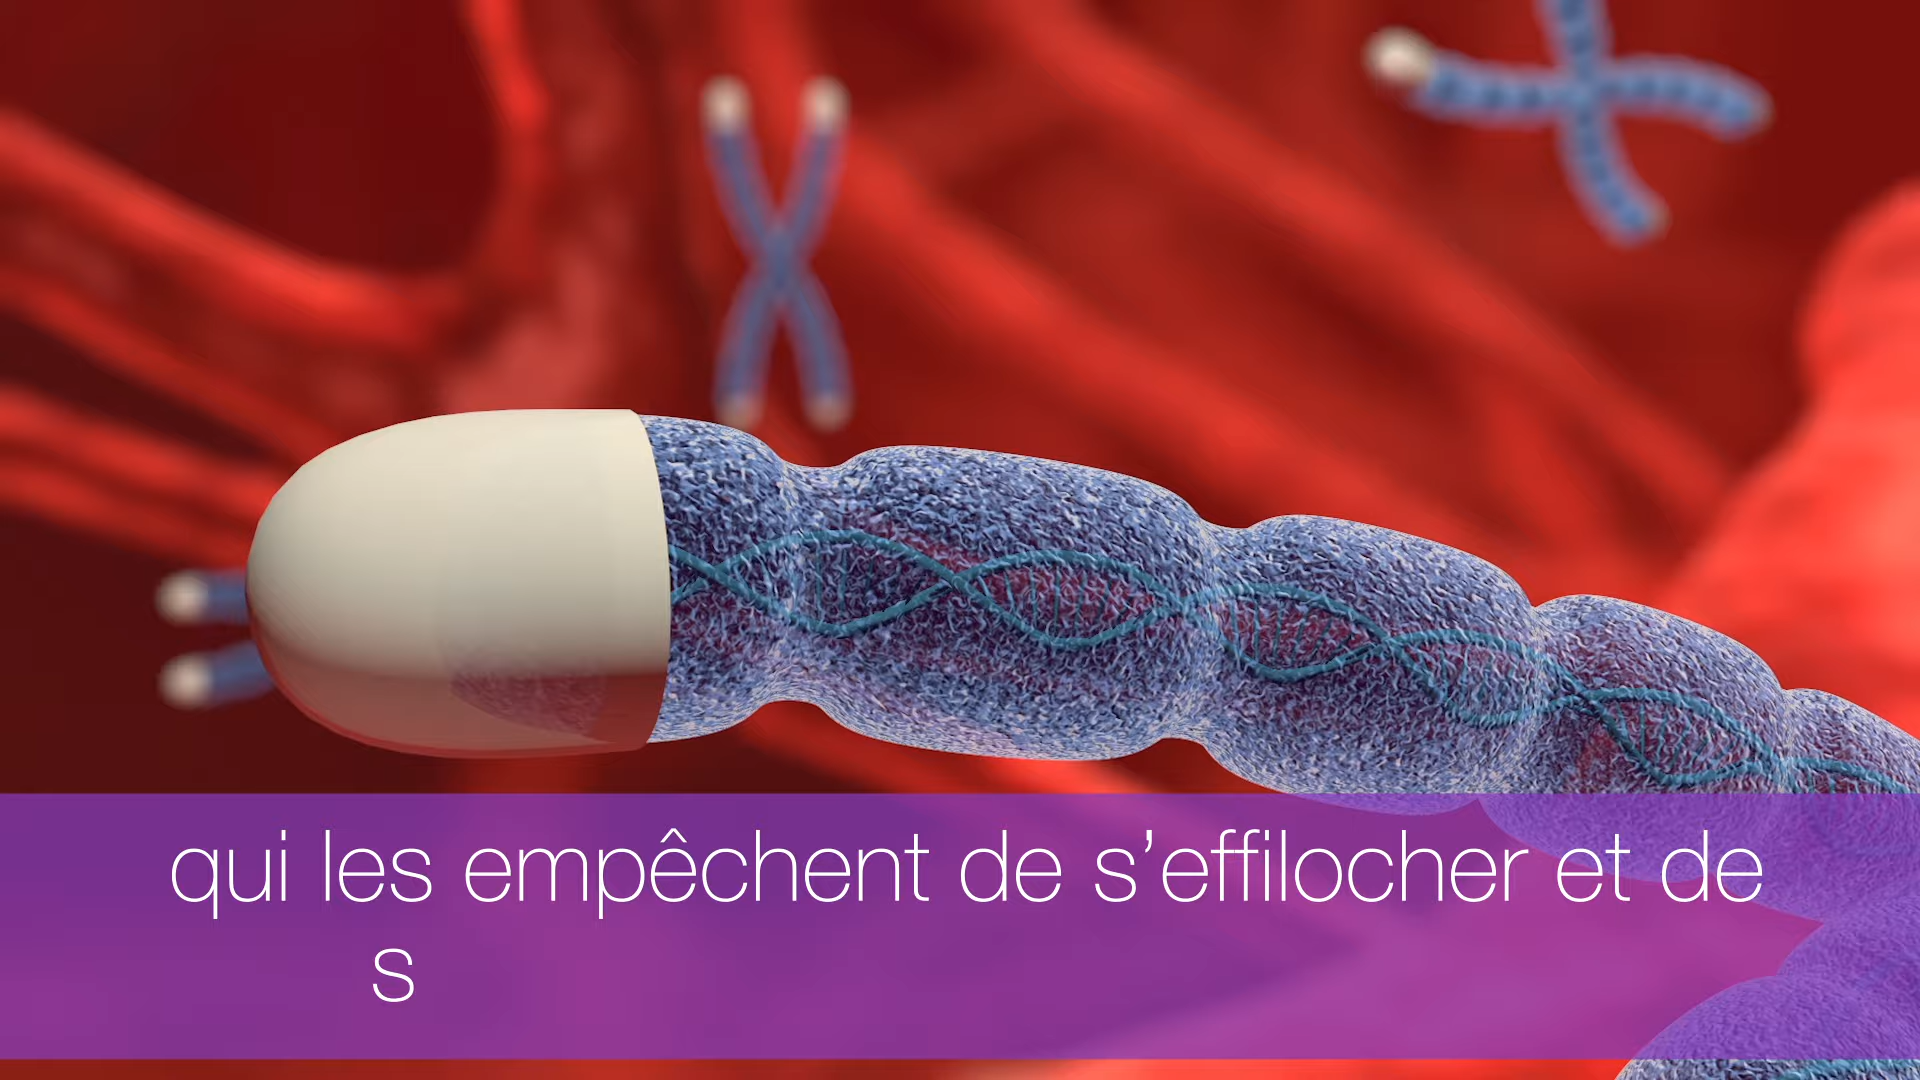 qui les empêchent de s’effilocher et de
s